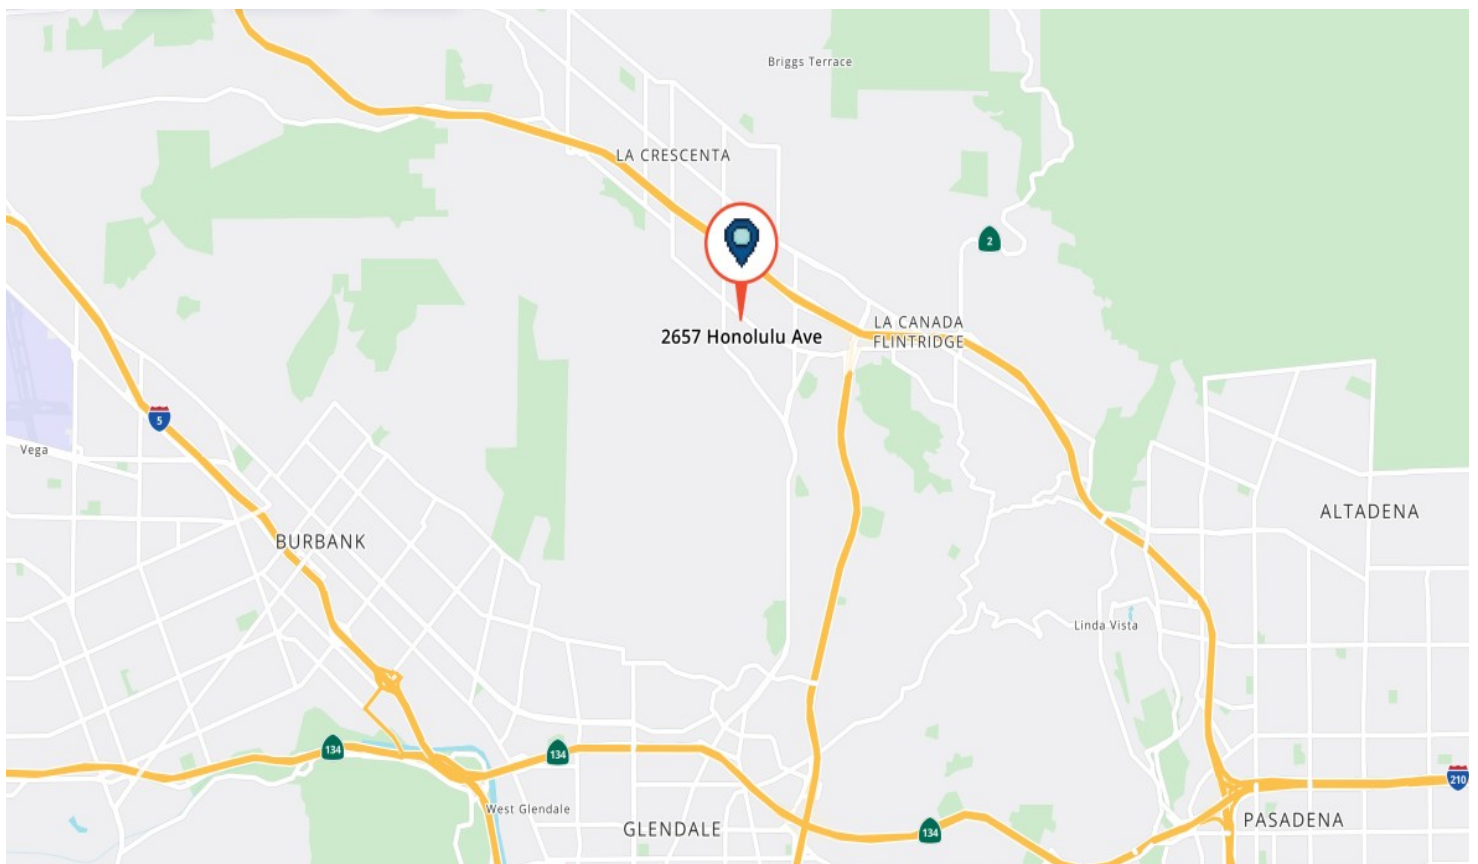 Briggs Terrace
LA CRESCENTA
2
LA CANADA
FLINTRIDGE
2657 Honolulu Ave
5
Vega
ALTADENA
BURBANK
Linda Vista
134
134
210
West Glendale
GLENDALE
134
PASADENA